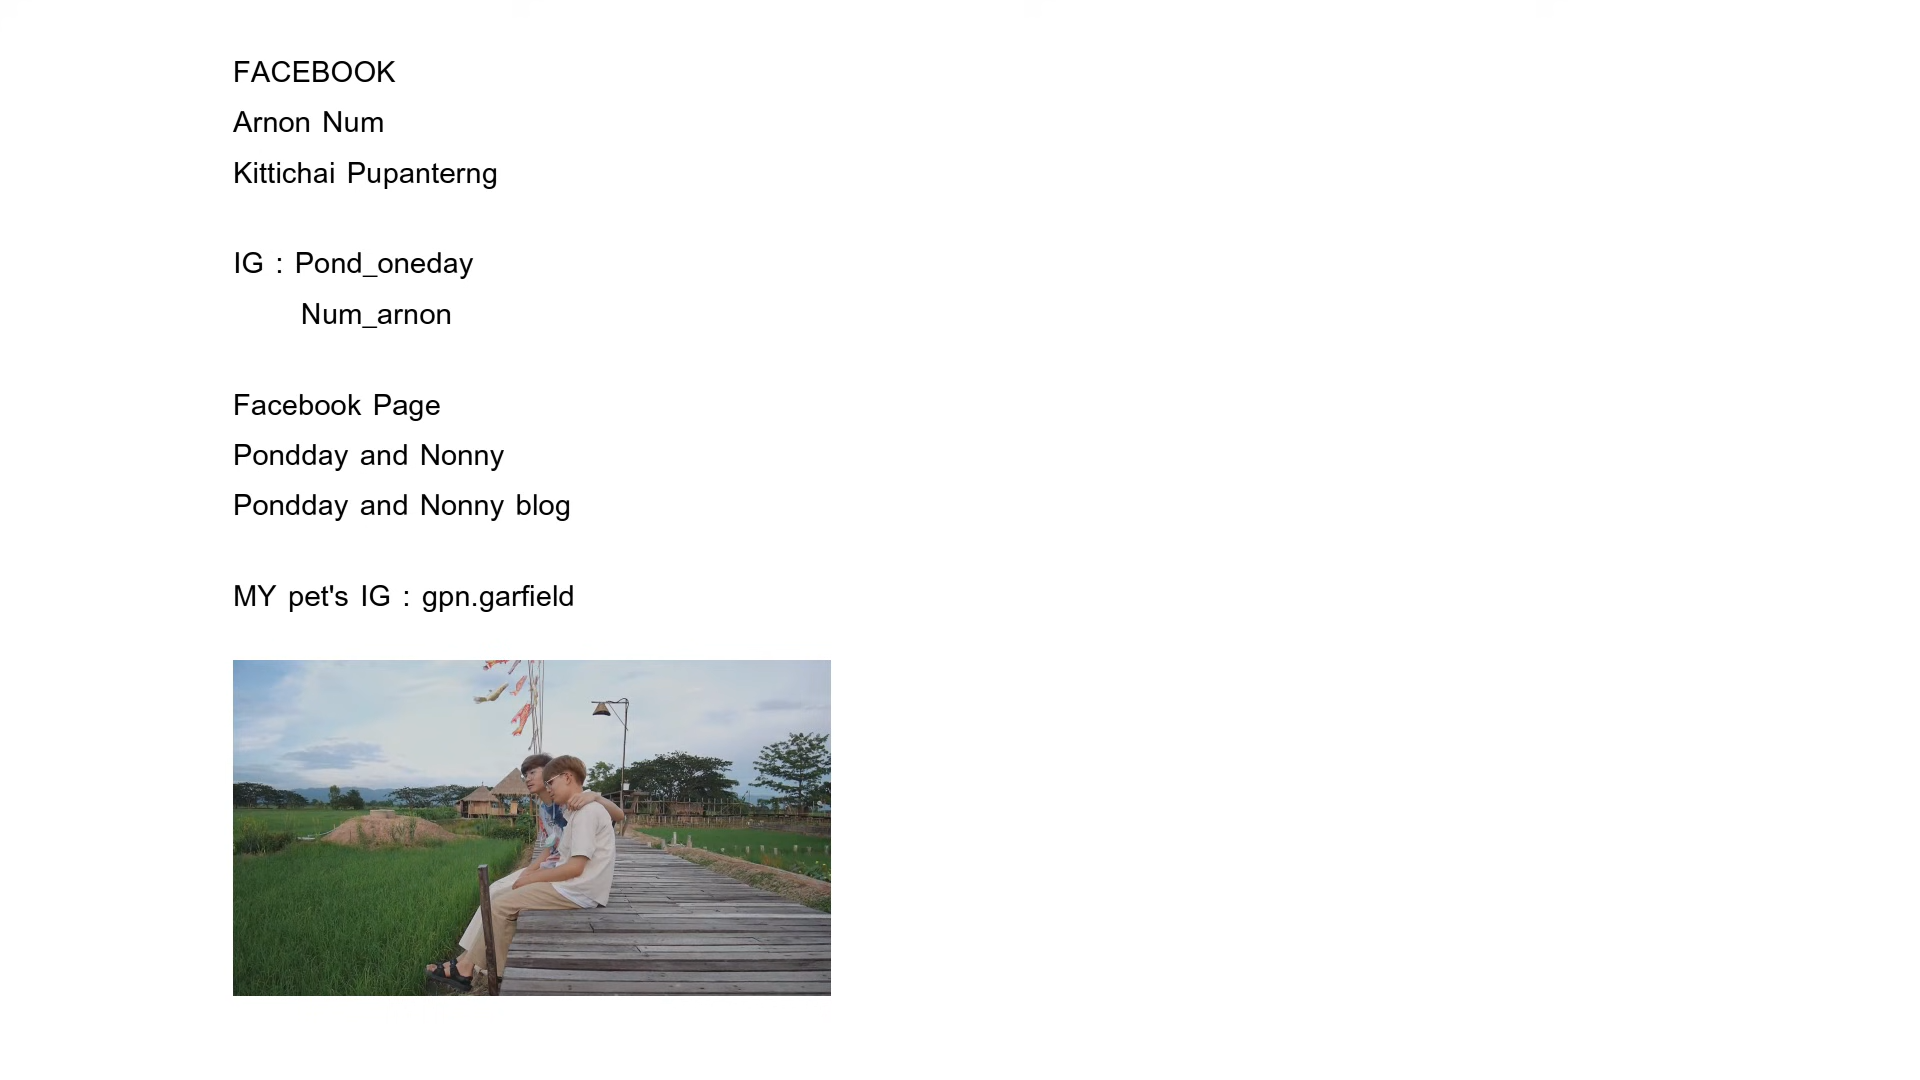 FACEBOOK
Arnon Num
Kittichai Pupanterng
IG : Pond_oneday
Num_arnon
Facebook Page
Pondday and Nonny
Pondday and Nonny blog
MY pet's IG : gpn.garfield